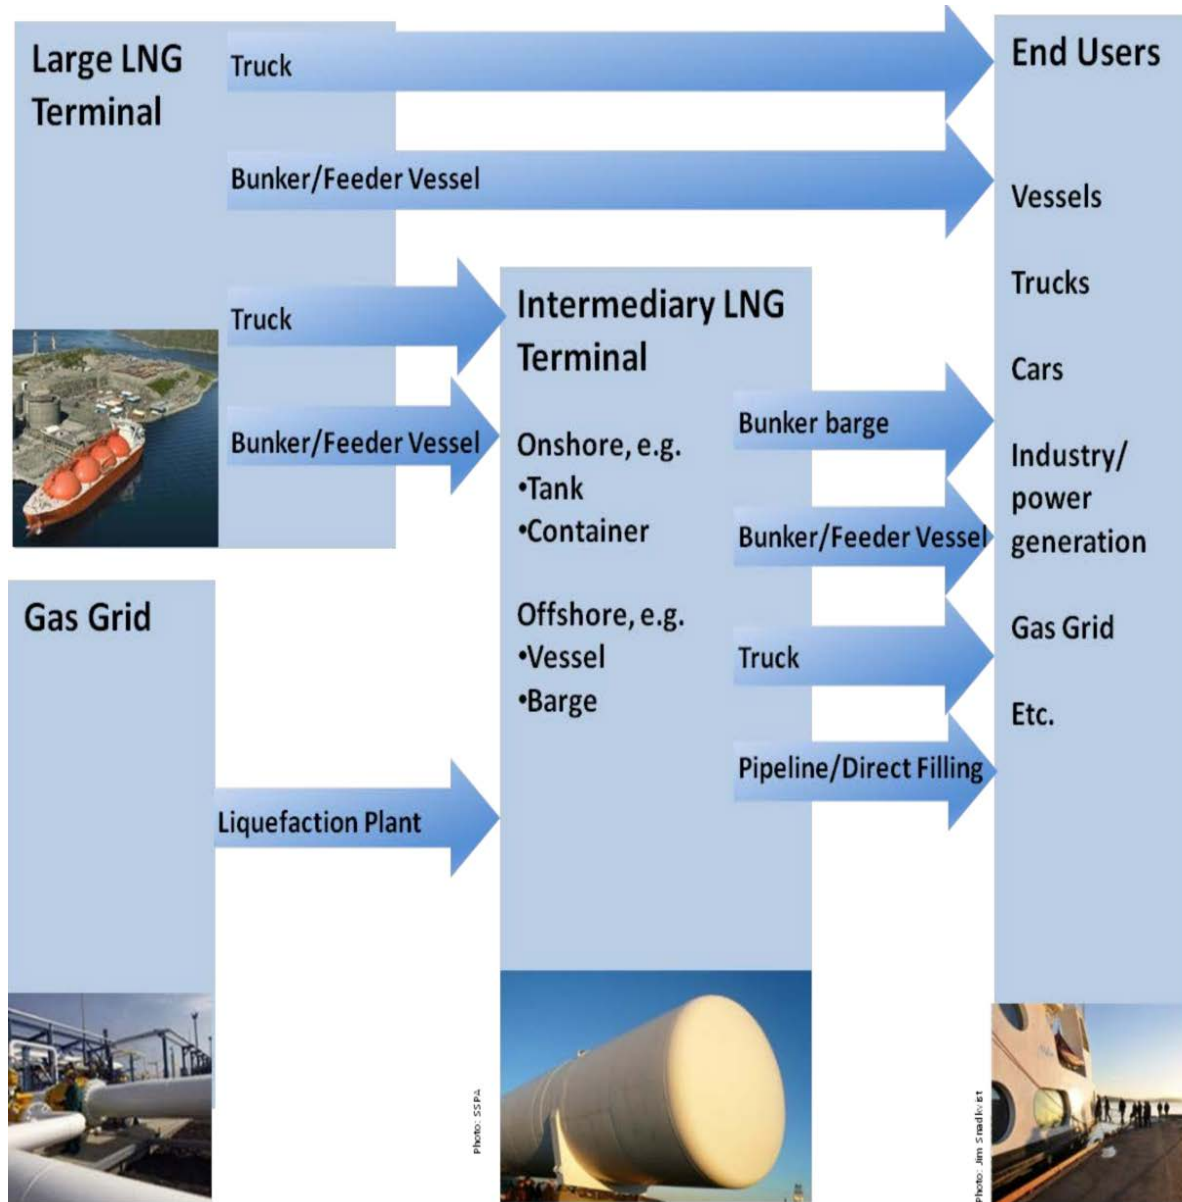 Large LNG
Terminal
Truck
Bunker/Feeder Vessel
Truck
Bunker/Feeder Vessel
Gas Grid
Liquefaction Plant
Intermediary LNG
Terminal
Onshore, e.g.
•Tank
•Container
Offshore, e.g.
•Vessel
•Barge
Bunker barge
Bunker/Feeder Vessel
Truck
Pipeline/Direct Filling
End Users
Vessels
Trucks
Cars
Industry/
power
generation
Gas Grid
Etc.
Photo: SSPA
Photo: Jim